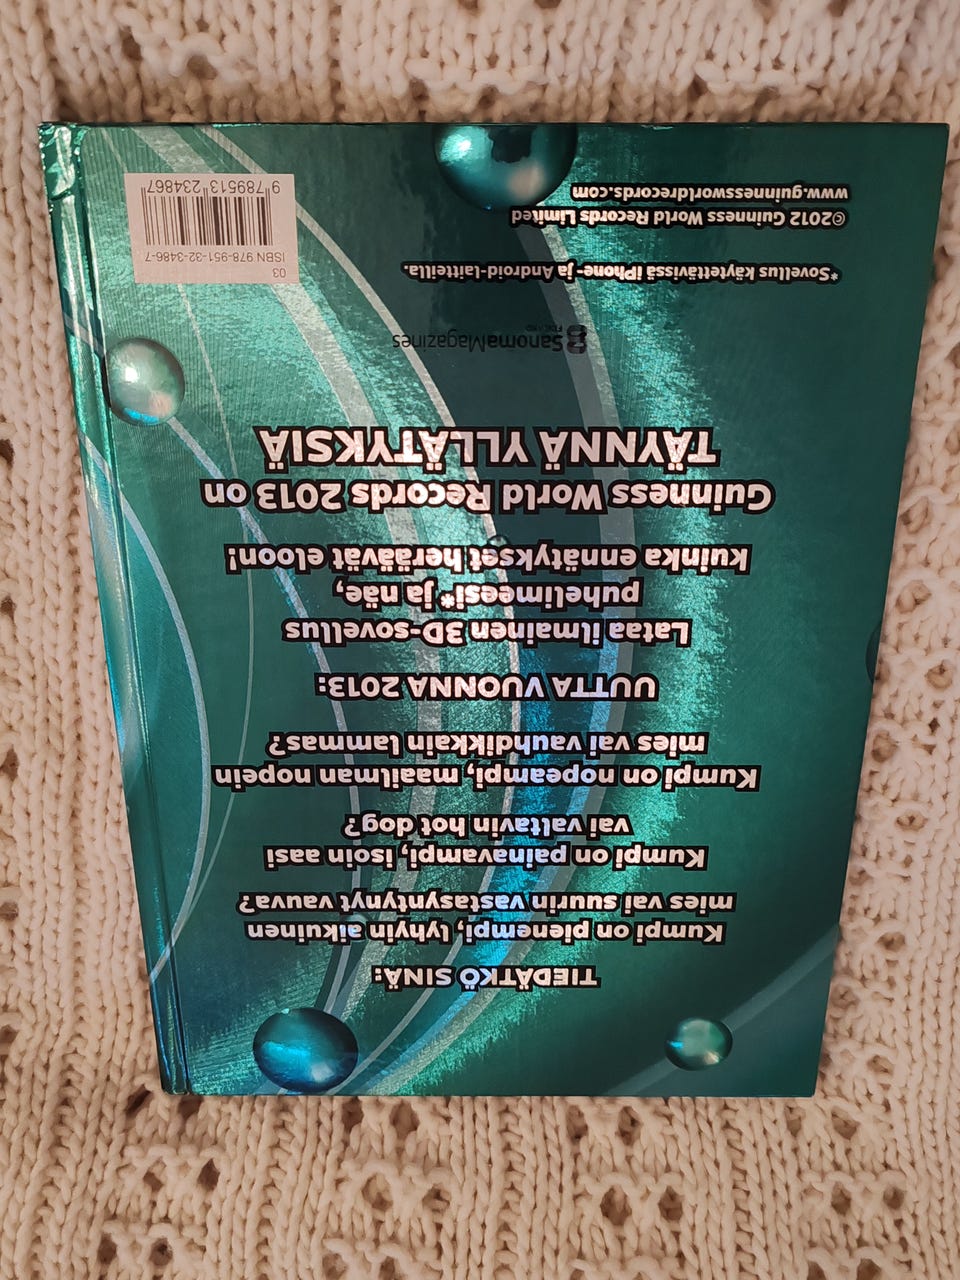 TIEDÄTKÖ SINÄ:
Kumpi on pienempi, lyhyin aikuinen
mies vai suurin vastasyntynyt vauva?
Kumpi on painavampi, isoin aasi
vai valtavin hot dog?
Kumpi on nopeampi, maailman nopein
mies vai vauhdikkain lammas?
UUTTA VUONNA 2013:
Lataa ilmainen 3D-sovellus
puhelimeesi* ja näe,
kuinka ennätykset heräävät eloon!
Guinness World Records 2013 on
TÄYNNÄ YLLÄTYKSIÄ
SanomaMagazines
FINLAND
*Sovellus käytettävissä iPhone- ja Android-laitteilla.
©2012 Guinness World Records Limited
www.guinnessworldrecords.com
03
ISBN 978-951-32-3486-7
9 789513 234867